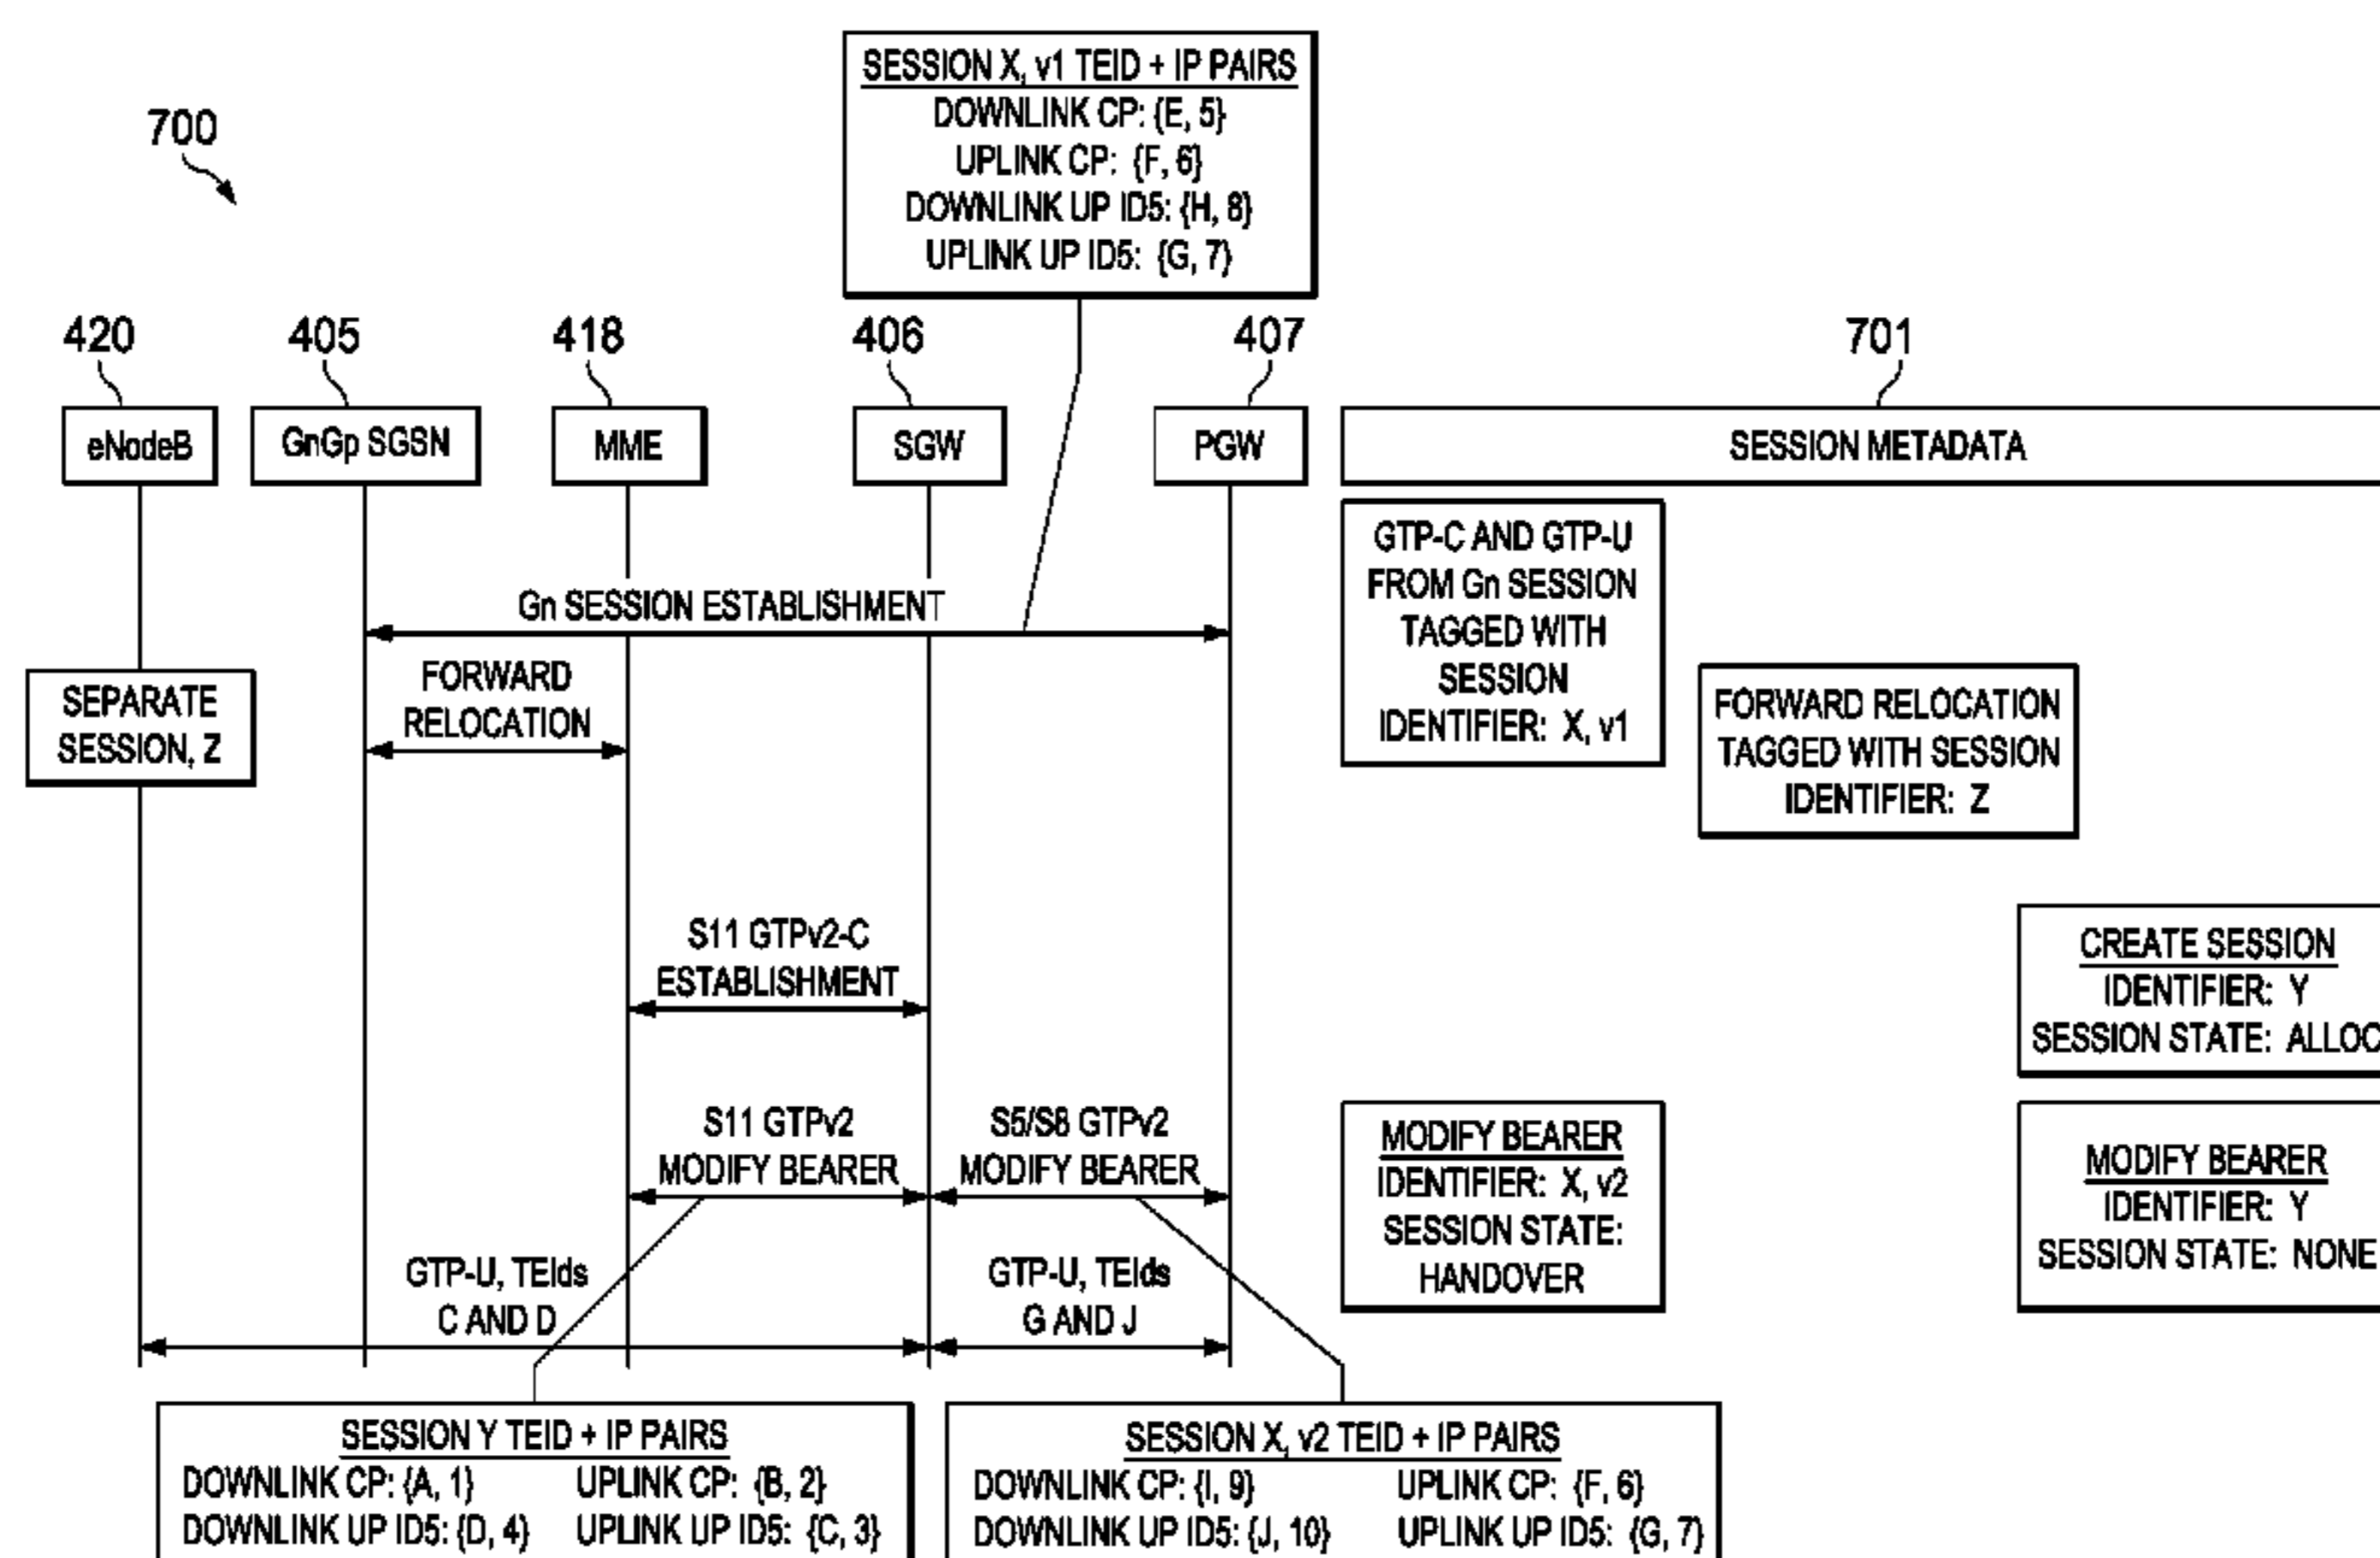 SESSION X, v1 TEID + IP PAIRS
DOWNLINK CP: {E, 5}
UPLINK CP: {F, 6}
DOWNLINK UP ID5: {H, 8}
UPLINK UP ID5: {G, 7}
700
420
405
418
406
407
701
eNodeB
GnGp SGSN
MME
SGW
PGW
SESSION METADATA
Gn SESSION ESTABLISHMENT
GTP-C AND GTP-U
FROM Gn SESSION
TAGGED WITH
SESSION
IDENTIFIER: X, v1
SEPARATE
SESSION, Z
FORWARD
RELOCATION
FORWARD RELOCATION
TAGGED WITH SESSION
IDENTIFIER: Z
S11 GTPv2-C
ESTABLISHMENT
CREATE SESSION
IDENTIFIER: Y
SESSION STATE: ALLOC
S11 GTPv2
MODIFY BEARER
S5/S8 GTPv2
MODIFY BEARER
MODIFY BEARER
IDENTIFIER: X, v2
SESSION STATE:
HANDOVER
MODIFY BEARER
IDENTIFIER: Y
SESSION STATE: NONE
GTP-U, TEIds
C AND D
GTP-U, TEIds
G AND J
SESSION Y TEID + IP PAIRS
DOWNLINK CP: {A, 1} UPLINK CP: {B, 2}
DOWNLINK UP ID5: {D, 4} UPLINK UP ID5: {C, 3}
SESSION X, v2 TEID + IP PAIRS
DOWNLINK CP: {I, 9} UPLINK CP: {F, 6}
DOWNLINK UP ID5: {J, 10} UPLINK UP ID5: {G, 7}